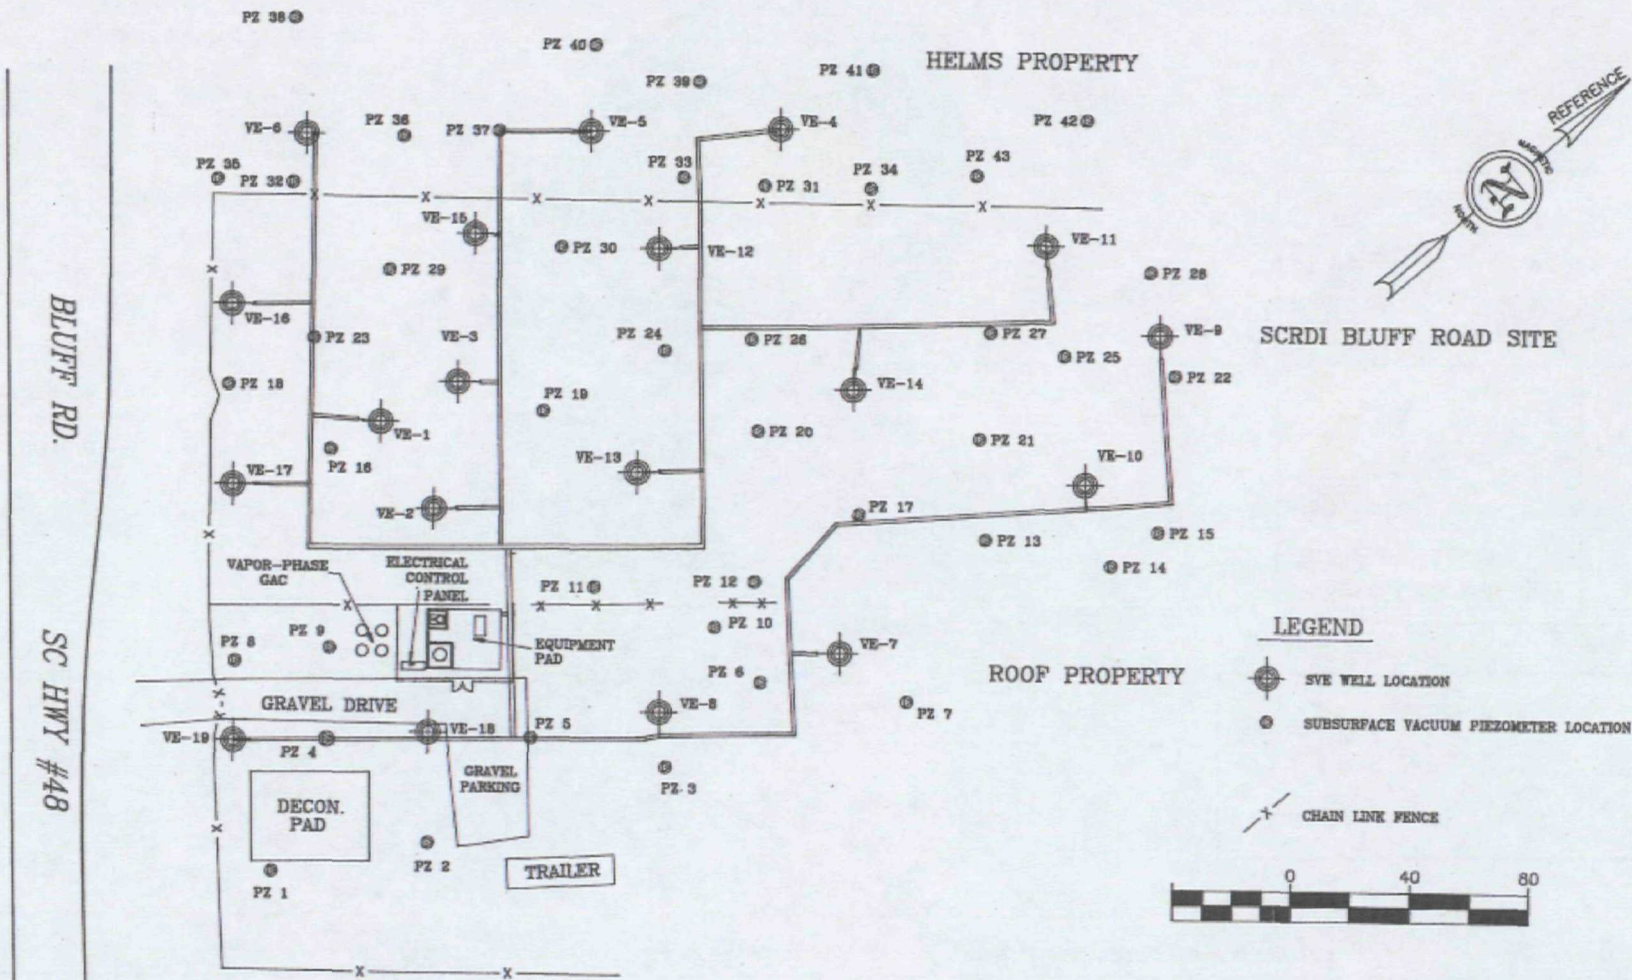 PZ 38
PZ 40
HELMS PROPERTY
PZ 41
PZ 39
REFERENCE
VE-6
PZ 36
PZ 37
VE-5
VE-4
PZ 42
MAGNETIC
PZ 35
PZ 32
PZ 33
PZ 31
PZ 34
PZ 43
NORTH
VE-15
PZ 30
VE-12
VE-11
PZ 29
PZ 28
VE-16
PZ 23
VE-3
PZ 24
PZ 26
PZ 27
PZ 25
VE-9
SCRDI BLUFF ROAD SITE
BLUFF RD.
PZ 18
PZ 19
VE-14
PZ 22
VE-1
PZ 20
PZ 21
PZ 16
VE-17
VE-13
VE-10
VE-2
PZ 17
PZ 13
PZ 15
PZ 14
VAPOR-PHASE
GAC
ELECTRICAL
CONTROL
PANEL
PZ 11
PZ 12
PZ 10
SC HWY #48
PZ 8
PZ 9
EQUIPMENT
PAD
VE-7
LEGEND
PZ 6
ROOF PROPERTY
SVE WELL LOCATION
GRAVEL DRIVE
PZ 7
VE-8
SUBSURFACE VACUUM PIEZOMETER LOCATION
VE-19
PZ 4
VE-18
PZ 5
GRAVEL
PARKING
PZ 3
DECON.
PAD
CHAIN LINK FENCE
PZ 1
PZ 2
TRAILER
0 40 80